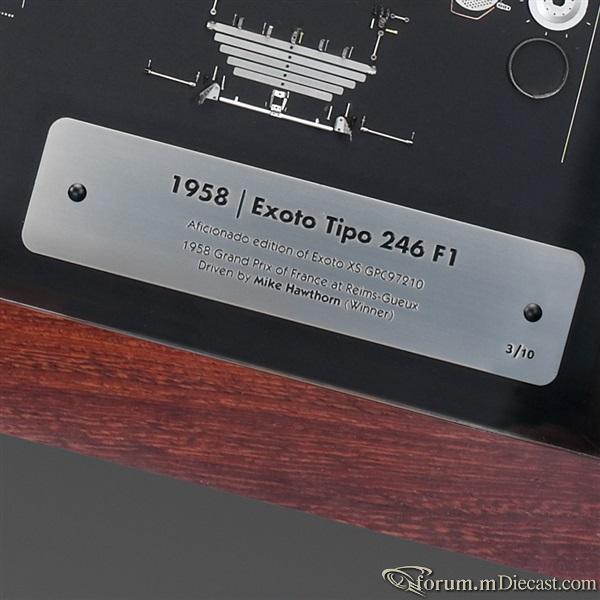 1958 | Exoto Tipo 246 F1
Aficionado edition of Exoto XS GPC97210
1958 Grand Prix of France at Reims-Gueux
Driven by Mike Hawthorn (Winner)
3/10
forum.mDiecast.com